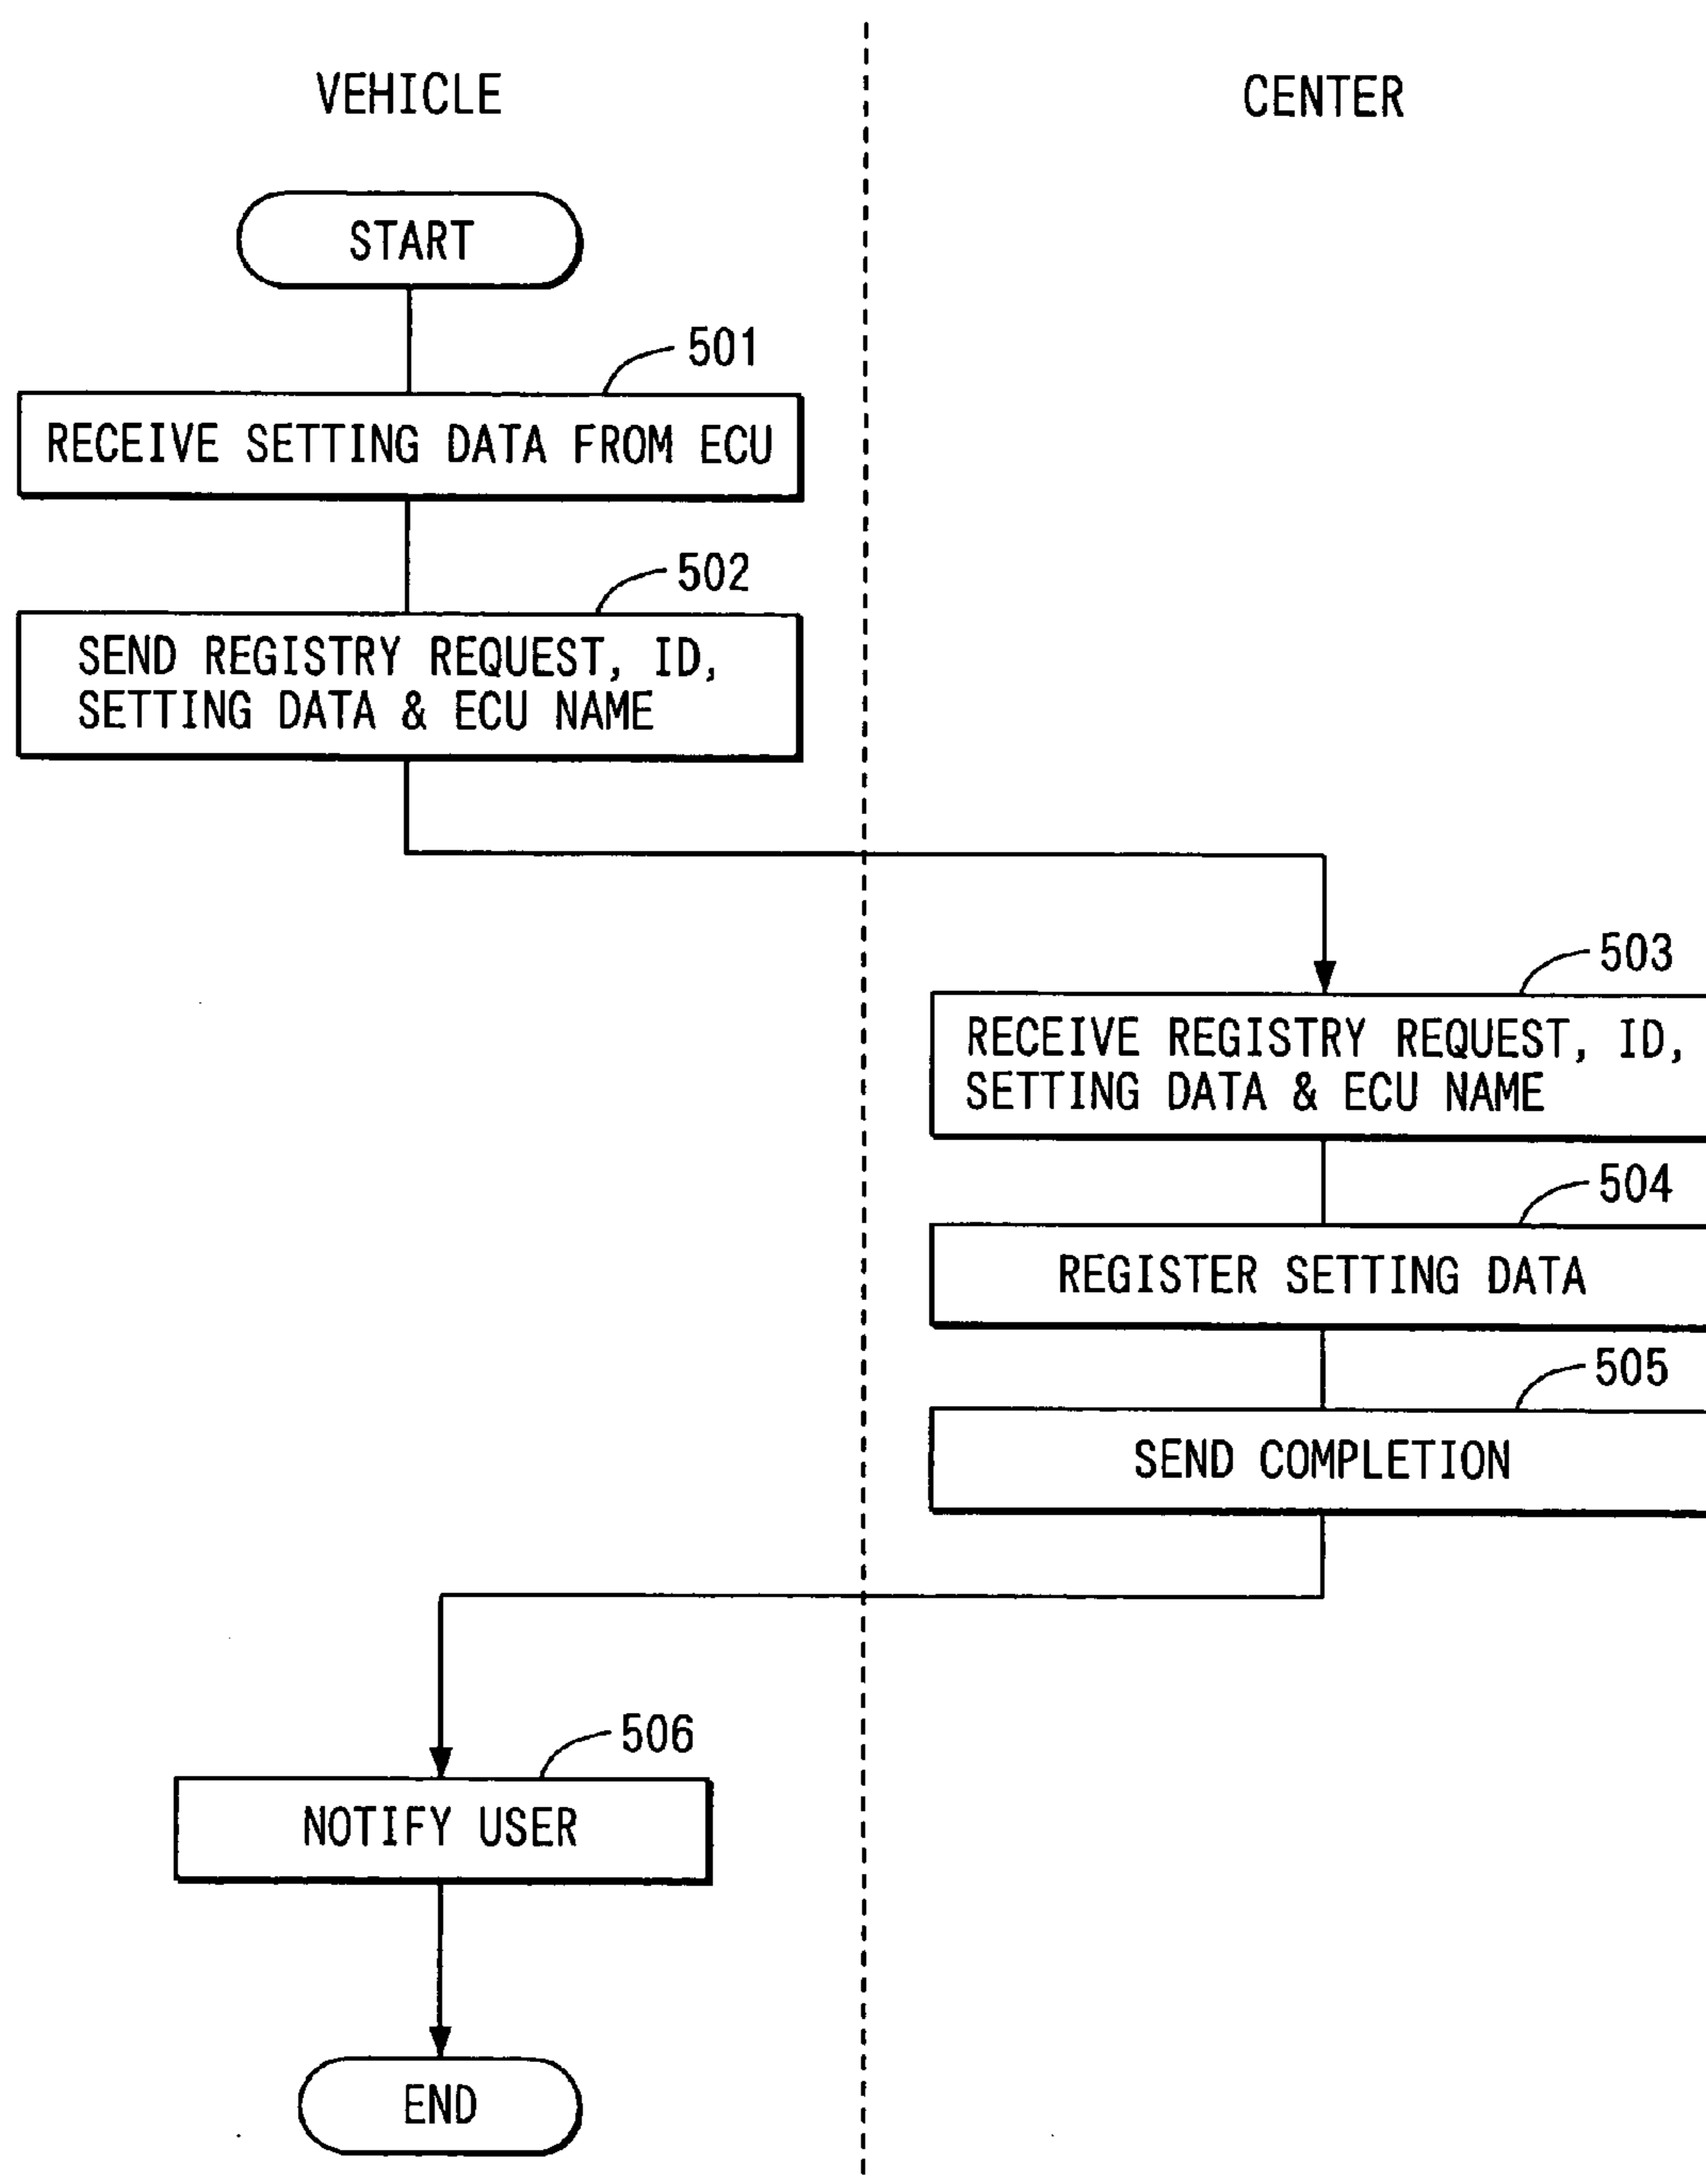 VEHICLE
CENTER
START
501
RECEIVE SETTING DATA FROM ECU
502
SEND REGISTRY REQUEST, ID,
SETTING DATA & ECU NAME
503
RECEIVE REGISTRY REQUEST, ID,
SETTING DATA & ECU NAME
504
REGISTER SETTING DATA
505
SEND COMPLETION
506
NOTIFY USER
END